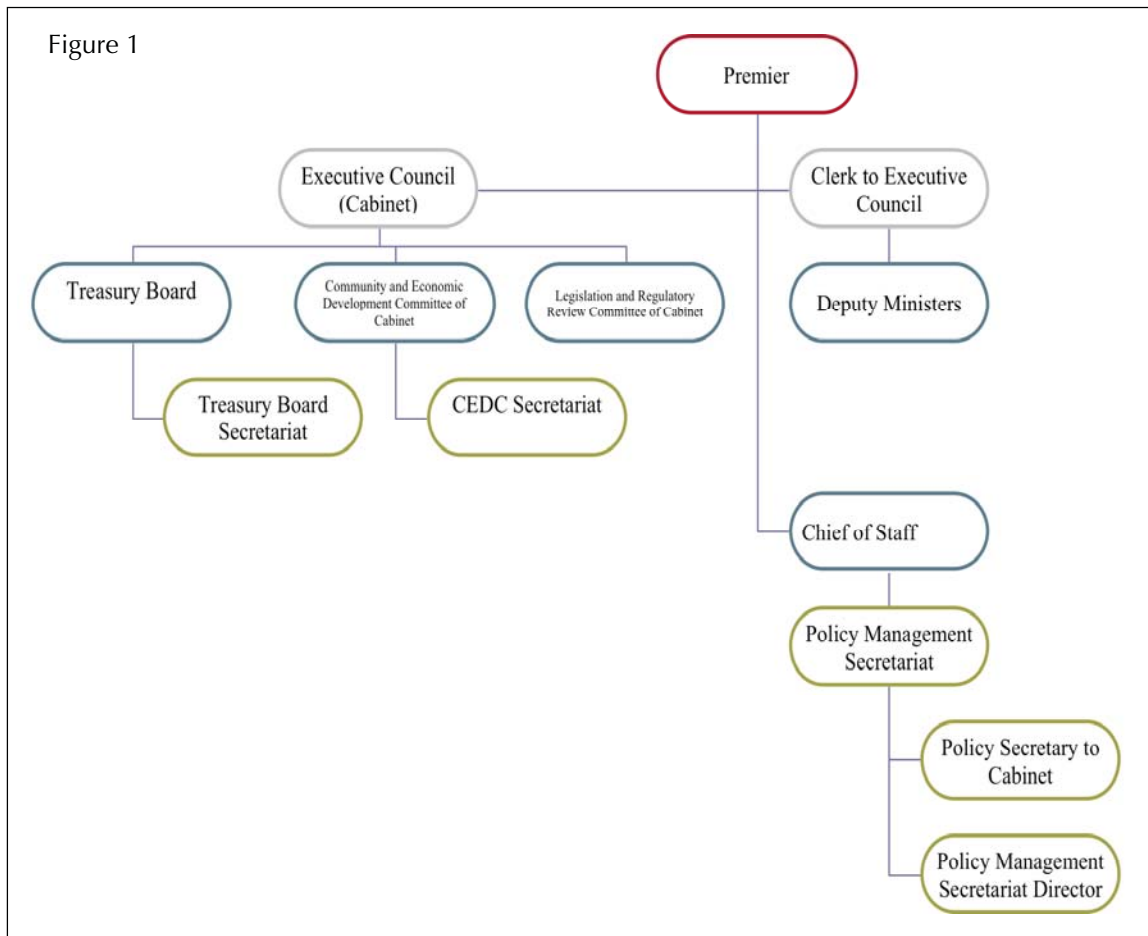 Figure 1
Premier
Executive Council
(Cabinet)
Clerk to Executive
Council
Treasury Board
Community and Economic
Development Committee of
Cabinet
Legislation and Regulatory
Review Committee of Cabinet
Deputy Ministers
Treasury Board
Secretariat
CEDC Secretariat
Chief of Staff
Policy Management
Secretariat
Policy Secretary to
Cabinet
Policy Management
Secretariat Director